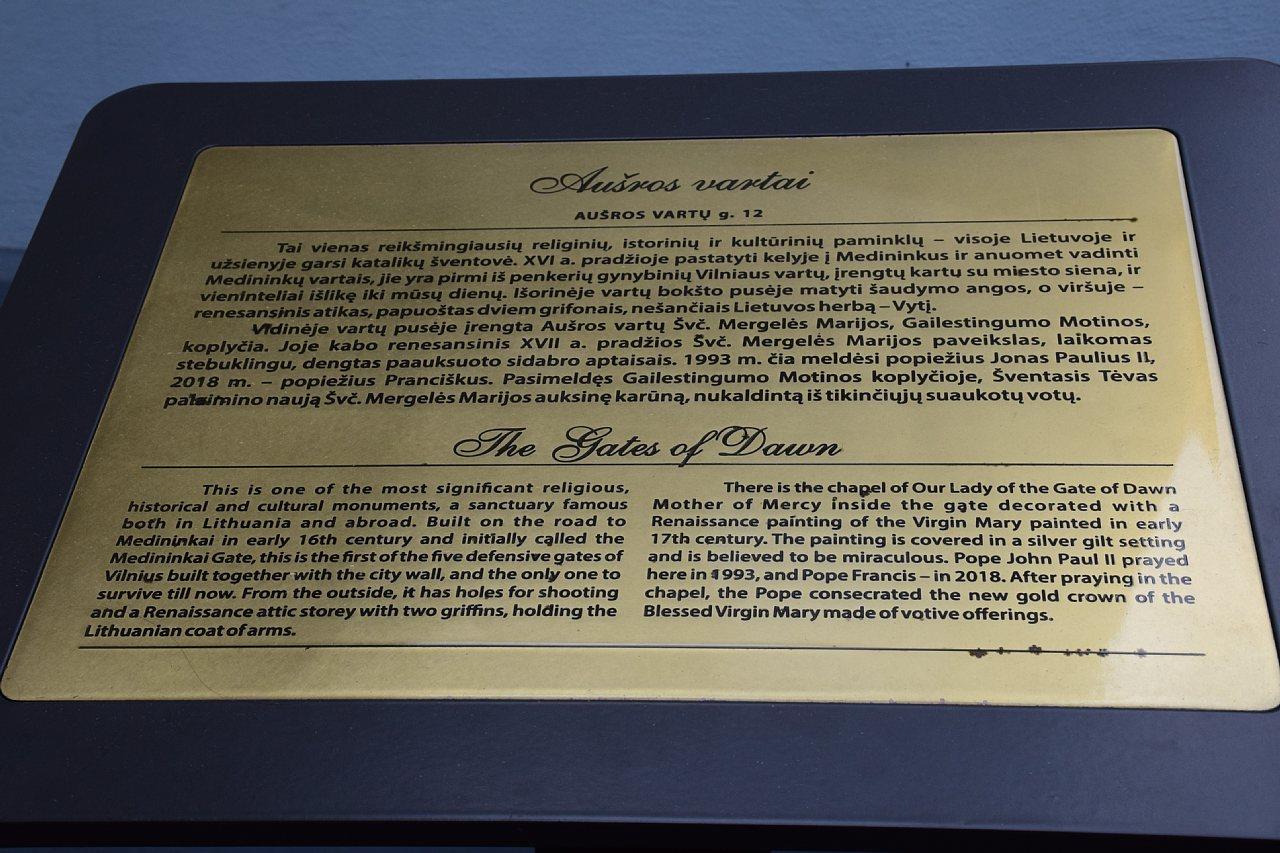 Aušros vartai
AUŠROS VARTŲ g. 12
Tai vienas reikšmingiausių religinių, istorinių ir kultūrinių paminklų – visoje Lietuvoje ir
užsienyje garsi katalikų šventovė. XVI a. pradžioje pastatyti kelyje į Medininkus ir anuomet vadinti
Medininkų vartais, jie yra pirmi iš penkerių gynybinių Vilniaus vartų, įrengtų kartu su miesto siena, ir
vieninteliai išlikę iki mūsų dienų. Išorinėje vartų bokšto pusėje matyti šaudymo angos, o viršuje –
renesansinis atikas, papuoštas dviem grifonais, nešančiais Lietuvos herbą – Vytį.
Vidinėje vartų pusėje įrengta Aušros vartų Švč. Mergelės Marijos, Gailestingumo Motinos,
koplyčia. Joje kabo renesansinis XVII a. pradžios Švč. Mergelės Marijos paveikslas, laikomas
stebuklingu, dengtas paauksuoto sidabro aptaisais. 1993 m. čia meldėsi popiežius Jonas Paulius II,
2018 m. – popiežius Pranciškus. Pasimeldęs Gailestingumo Motinos koplyčioje, Šventasis Tėvas
palaimino naują Švč. Mergelės Marijos auksinę karūną, nukaldintą iš tikinčiųjų suaukotų votų.
The Gates of Dawn
This is one of the most significant religious,
historical and cultural monuments, a sanctuary famous
both in Lithuania and abroad. Built on the road to
Medininkai in early 16th century and initially called the
Medininkai Gate, this is the first of the five defensive gates of
Vilnius built together with the city wall, and the only one to
survive till now. From the outside, it has holes for shooting
and a Renaissance attic storey with two griffins, holding the
Lithuanian coat of arms.
There is the chapel of Our Lady of the Gate of Dawn
Mother of Mercy inside the gate decorated with a
Renaissance painting of the Virgin Mary painted in early
17th century. The painting is covered in a silver gilt setting
and is believed to be miraculous. Pope John Paul II prayed
here in 1993, and Pope Francis – in 2018. After praying in the
chapel, the Pope consecrated the new gold crown of the
Blessed Virgin Mary made of votive offerings.